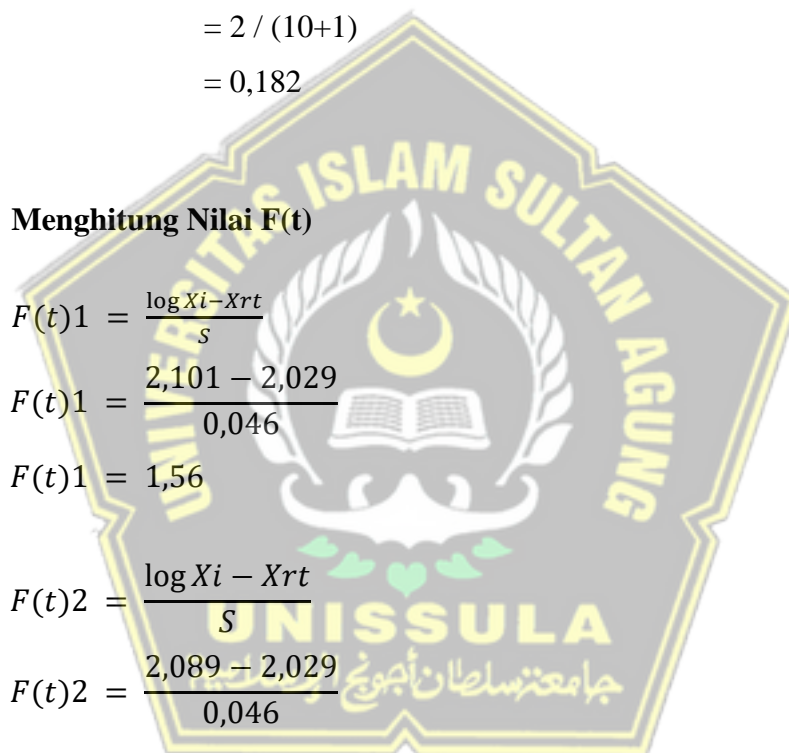 = 2 / (10+1)
= 0,182
UNIVERSITAS ISLAM SULTAN AGUNG
Menghitung Nilai F(t)
F(t)1 = (log Xi−Xrt)/S
F(t)1 = (2,101 − 2,029)/0,046
F(t)1 = 1,56
F(t)2 = (log Xi − Xrt)/S
UNISSULA
F(t)2 = (2,089 − 2,029)/0,046
جامعة سلطان أجونج الإسلامية